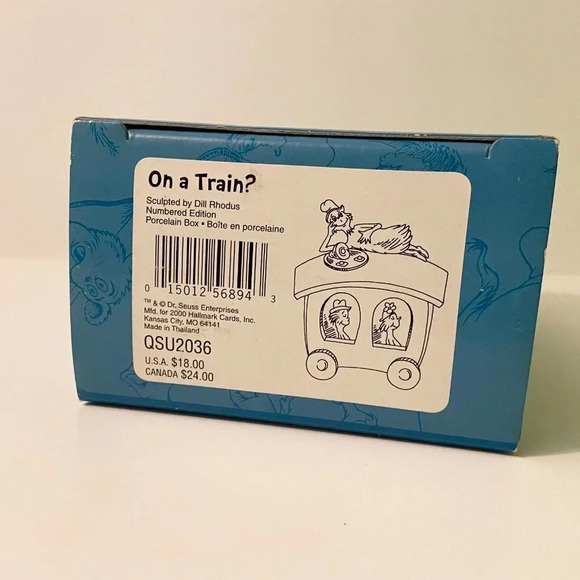 On a Train?
Sculpted by Dill Rhodus
Numbered Edition
Porcelain Box • Boîte en porcelaine
0 15012 56894 3
™ & © Dr. Seuss Enterprises
Mfd. for 2000 Hallmark Cards, Inc.
Kansas City, MO 64141
Made in Thailand
QSU2036
U.S.A. $18.00
CANADA $24.00